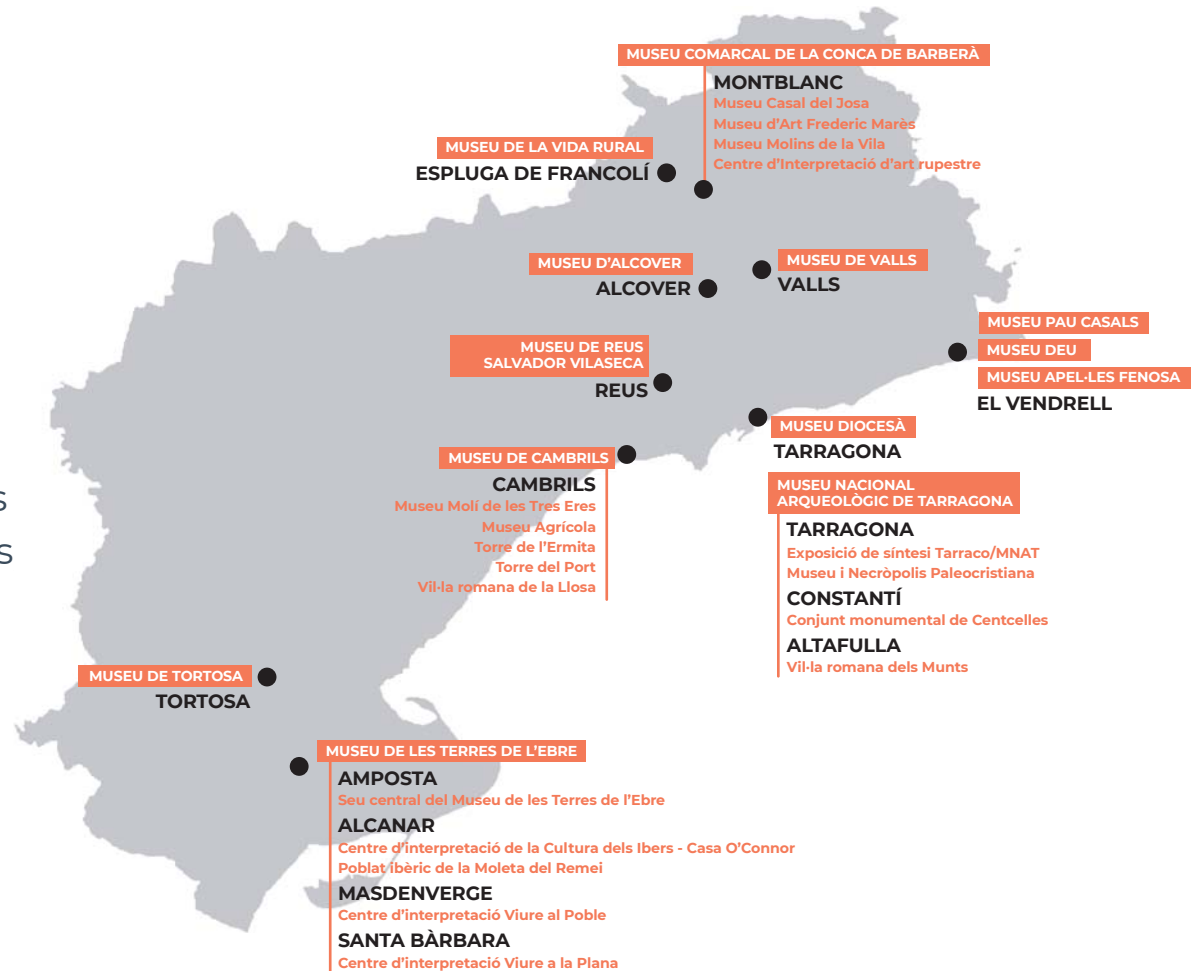 MUSEU COMARCAL DE LA CONCA DE BARBERÀ
MONTBLANC
Museu Casal del Josa
Museu d'Art Frederic Marès
Museu Molins de la Vila
Centre d'Interpretació d'art rupestre
MUSEU DE LA VIDA RURAL
ESPLUGA DE FRANCOLÍ
MUSEU D'ALCOVER
ALCOVER
MUSEU DE VALLS
VALLS
MUSEU PAU CASALS
MUSEU DEU
MUSEU APEL·LES FENOSA
EL VENDRELL
MUSEU DE REUS
SALVADOR VILASECA
REUS
MUSEU DIOCESÀ
TARRAGONA
MUSEU DE CAMBRILS
CAMBRILS
Museu Molí de les Tres Eres
Museu Agrícola
Torre de l'Ermita
Torre del Port
Vil·la romana de la Llosa
MUSEU NACIONAL
ARQUEOLÒGIC DE TARRAGONA
TARRAGONA
Exposició de síntesi Tarraco/MNAT
Museu i Necròpolis Paleocristiana
CONSTANTÍ
Conjunt monumental de Centcelles
ALTAFULLA
Vil·la romana dels Munts
s
s
MUSEU DE TORTOSA
TORTOSA
MUSEU DE LES TERRES DE L'EBRE
AMPOSTA
Seu central del Museu de les Terres de l'Ebre
ALCANAR
Centre d'interpretació de la Cultura dels Ibers - Casa O'Connor
Poblat ibèric de la Moleta del Remei
MASDENVERGE
Centre d'interpretació Viure al Poble
SANTA BÀRBARA
Centre d'interpretació Viure a la Plana